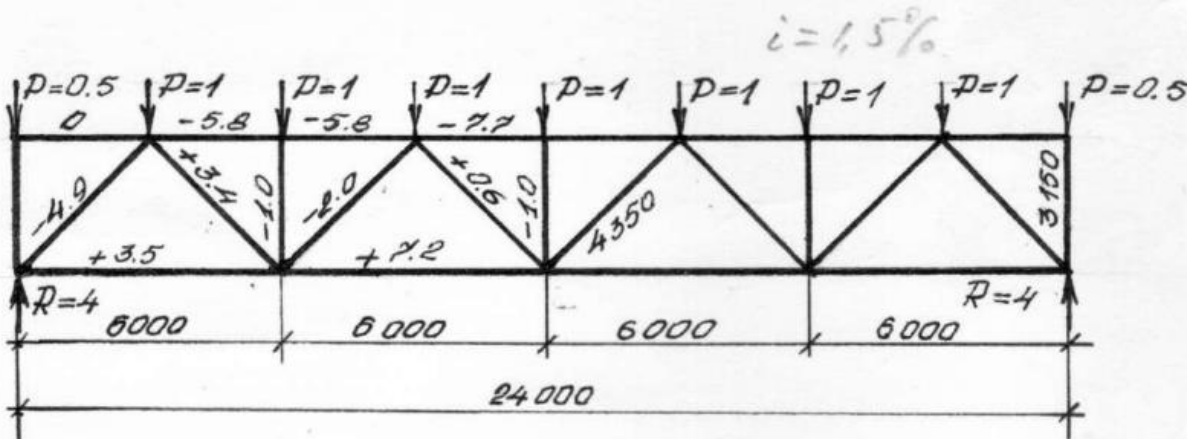 i = 1,5%
P=0.5 P=1 P=1 P=1 P=1 P=1 P=1 P=1 P=0.5
0 -5.8 -5.8 -7.7
-4.9 +3.4 -1.0 -2.0 +0.6 -1.0 4350 3150
+3.5 +7.2
R=4 R=4
6000 6000 6000 6000
24000